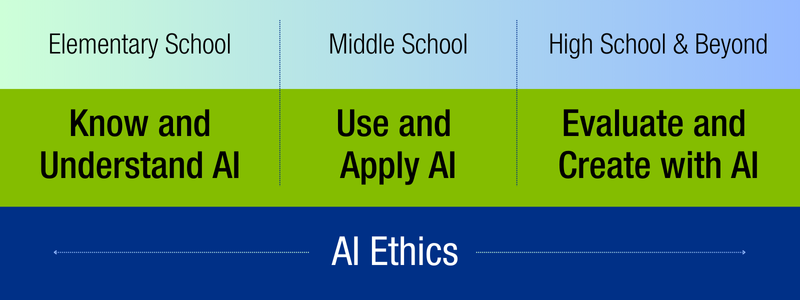 Elementary School
Middle School
High School & Beyond
Know and
Understand AI
Use and
Apply AI
Evaluate and
Create with AI
AI Ethics